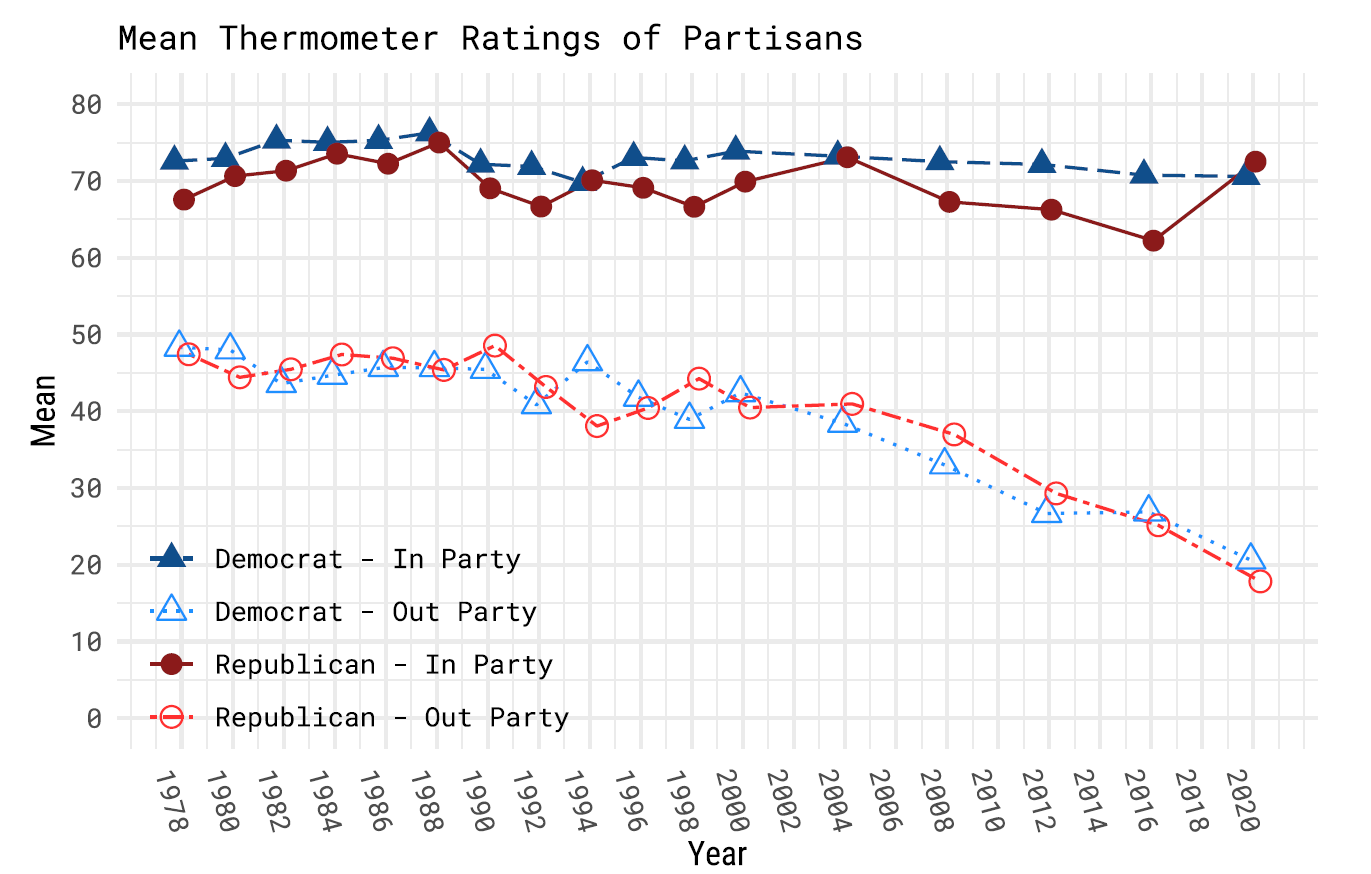 Mean Thermometer Ratings of Partisans
80
70
60
50
40
30
20
10
0
Mean
Democrat - In Party
Democrat - Out Party
Republican - In Party
Republican - Out Party
1978 1980 1982 1984 1986 1988 1990 1992 1994 1996 1998 2000 2002 2004 2006 2008 2010 2012 2014 2016 2018 2020
Year